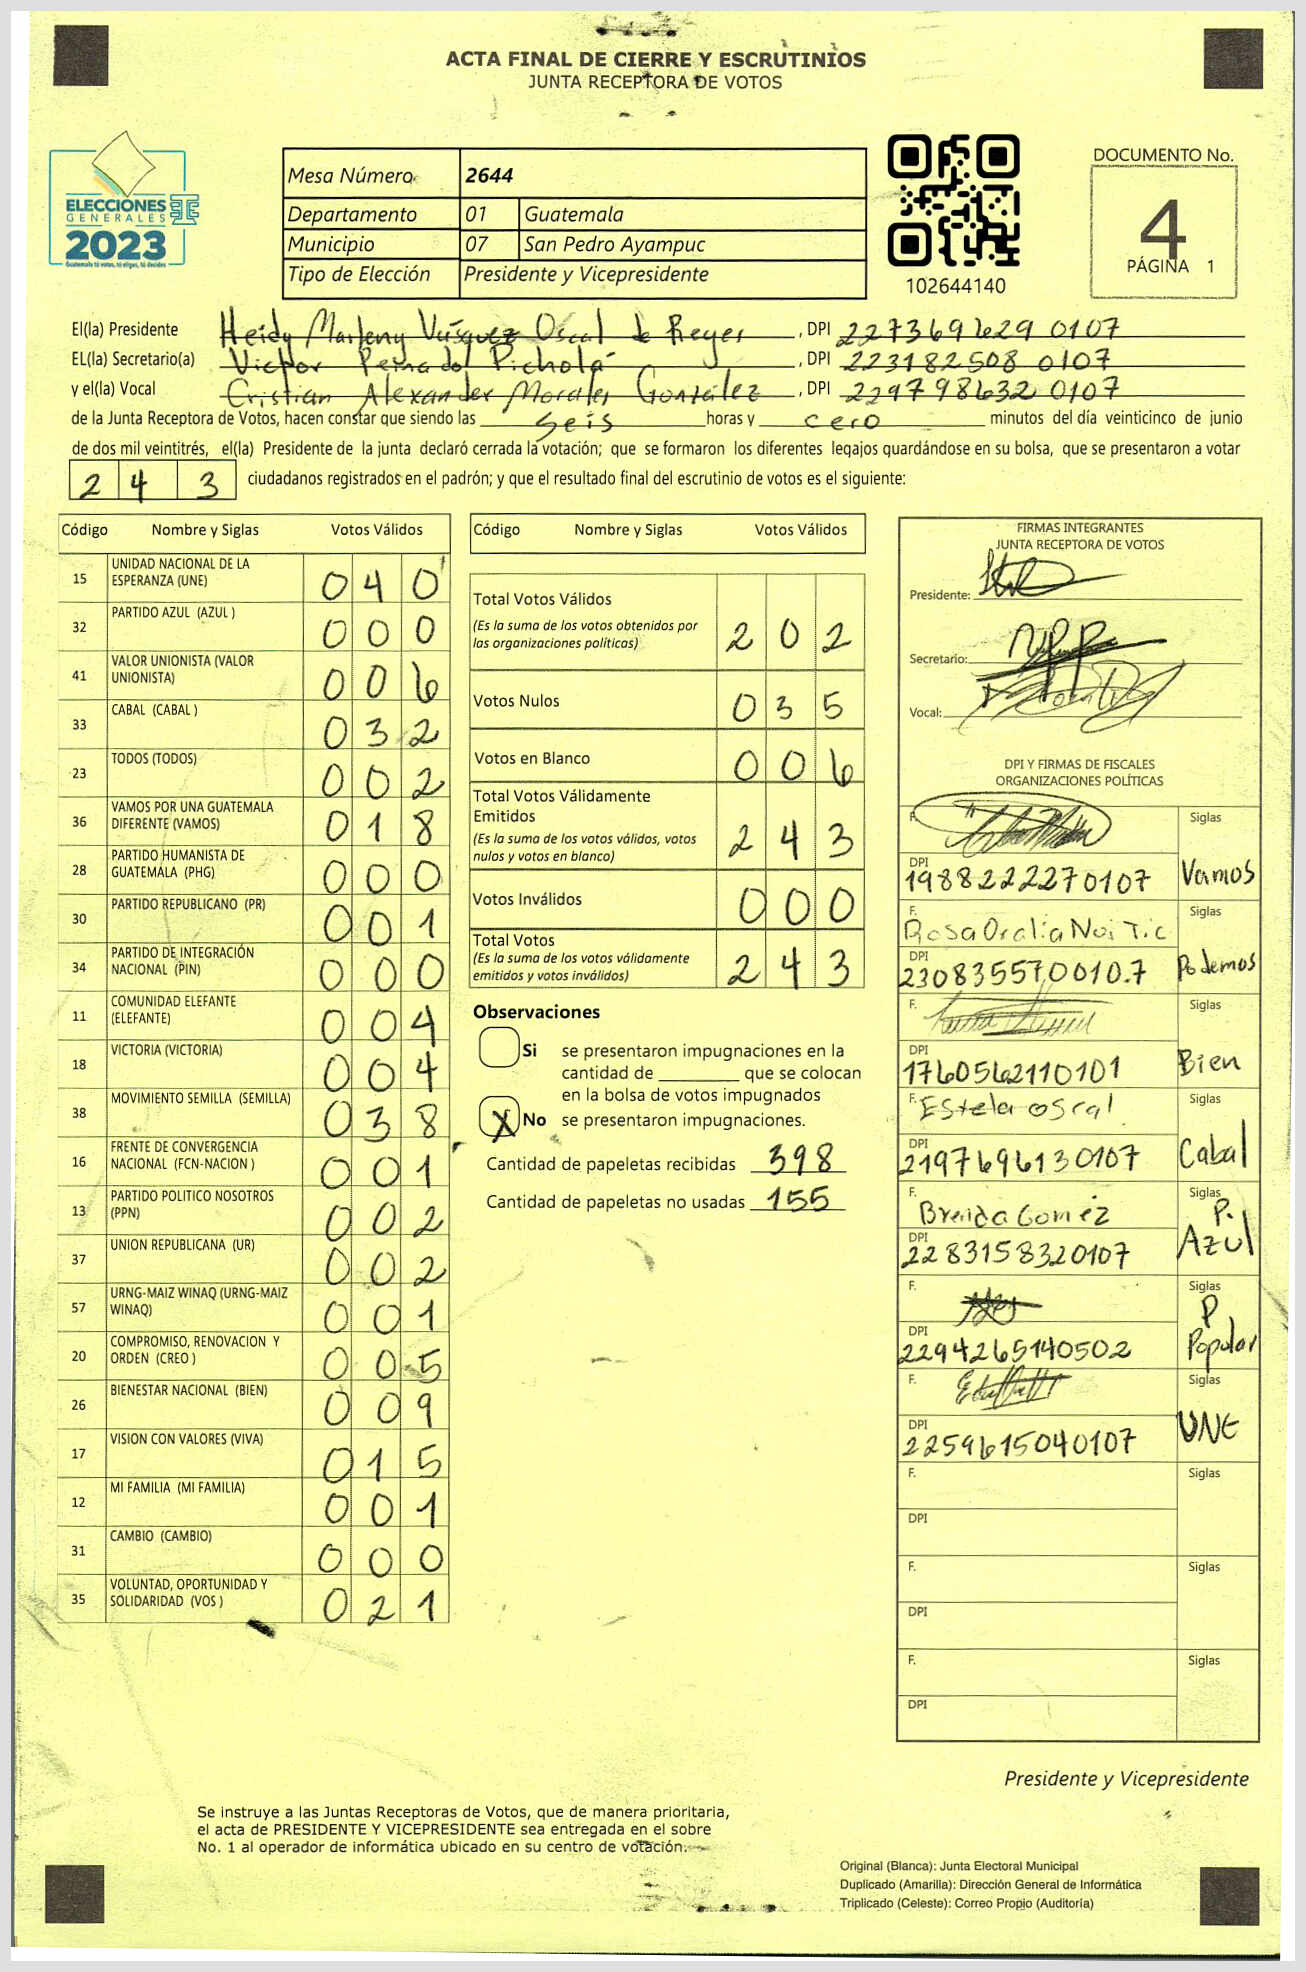 ACTA FINAL DE CIERRE Y ESCRUTINIOS
JUNTA RECEPTORA DE VOTOS
ELECCIONES
GENERALES
2023
Guatemala tú votas, tú eliges, tú decides
Mesa Número 2644
Departamento 01 Guatemala
Municipio 07 San Pedro Ayampuc
Tipo de Elección Presidente y Vicepresidente
102644140
DOCUMENTO No.
4
PÁGINA 1
El(la) Presidente Heidy Marleny Vásquez Oscal de Reyes, DPI 227369629 0107
EL(la) Secretario(a) Victor Peinado Picholá, DPI 223182508 0107
y el(la) Vocal Cristian Alexander Morales González, DPI 229798632 0107
de la Junta Receptora de Votos, hacen constar que siendo las seis horas y cero minutos del día veinticinco de junio
de dos mil veintitrés, el(la) Presidente de la junta declaró cerrada la votación; que se formaron los diferentes legajos guardándose en su bolsa, que se presentaron a votar
2 4 3 ciudadanos registrados en el padrón; y que el resultado final del escrutinio de votos es el siguiente:
Código Nombre y Siglas Votos Válidos
15 UNIDAD NACIONAL DE LA ESPERANZA (UNE) 0 4 0
32 PARTIDO AZUL (AZUL ) 0 0 0
41 VALOR UNIONISTA (VALOR UNIONISTA) 0 0 6
33 CABAL (CABAL ) 0 3 2
23 TODOS (TODOS) 0 0 2
36 VAMOS POR UNA GUATEMALA DIFERENTE (VAMOS) 0 1 8
28 PARTIDO HUMANISTA DE GUATEMALA (PHG) 0 0 0
30 PARTIDO REPUBLICANO (PR) 0 0 1
34 PARTIDO DE INTEGRACIÓN NACIONAL (PIN) 0 0 0
11 COMUNIDAD ELEFANTE (ELEFANTE) 0 0 4
18 VICTORIA (VICTORIA) 0 0 4
38 MOVIMIENTO SEMILLA (SEMILLA) 0 3 8
16 FRENTE DE CONVERGENCIA NACIONAL (FCN-NACION ) 0 0 1
13 PARTIDO POLITICO NOSOTROS (PPN) 0 0 2
37 UNION REPUBLICANA (UR) 0 0 2
57 URNG-MAIZ WINAQ (URNG-MAIZ WINAQ) 0 0 1
20 COMPROMISO, RENOVACION Y ORDEN (CREO ) 0 0 5
26 BIENESTAR NACIONAL (BIEN) 0 0 9
17 VISION CON VALORES (VIVA) 0 1 5
12 MI FAMILIA (MI FAMILIA) 0 0 1
31 CAMBIO (CAMBIO) 0 0 0
35 VOLUNTAD, OPORTUNIDAD Y SOLIDARIDAD (VOS ) 0 2 1
Código Nombre y Siglas Votos Válidos
Total Votos Válidos 2 0 2
(Es la suma de los votos obtenidos por
las organizaciones políticas)
Votos Nulos 0 3 5
Votos en Blanco 0 0 6
Total Votos Válidamente
Emitidos 2 4 3
(Es la suma de los votos válidos, votos
nulos y votos en blanco)
Votos Inválidos 0 0 0
Total Votos 2 4 3
(Es la suma de los votos válidamente
emitidos y votos inválidos)
Observaciones
Si se presentaron impugnaciones en la
cantidad de ________ que se colocan
en la bolsa de votos impugnados
X No se presentaron impugnaciones.
Cantidad de papeletas recibidas 398
Cantidad de papeletas no usadas 155
FIRMAS INTEGRANTES
JUNTA RECEPTORA DE VOTOS
Presidente:
Secretario:
Vocal:
DPI Y FIRMAS DE FISCALES
ORGANIZACIONES POLÍTICAS
F. Siglas
DPI 1988222270107 Vamos
F. Rosa Oralia Noj Tic Siglas
DPI 2308355700107 Podemos
F. Siglas
DPI 1760562110101 Bien
F. Estela oscal Siglas
DPI 2197696130107 Cabal
F. Brenda Gomez Siglas
DPI 2283158320107 P. Azul
F. Siglas
DPI 2294265140502 P Popular
F. Siglas
DPI 2259615040107 UNE
F. Siglas
DPI
F. Siglas
DPI
F. Siglas
DPI
Presidente y Vicepresidente
Se instruye a las Juntas Receptoras de Votos, que de manera prioritaria,
el acta de PRESIDENTE Y VICEPRESIDENTE sea entregada en el sobre
No. 1 al operador de informática ubicado en su centro de votación.
Original (Blanca): Junta Electoral Municipal
Duplicado (Amarilla): Dirección General de Informática
Triplicado (Celeste): Correo Propio (Auditoría)